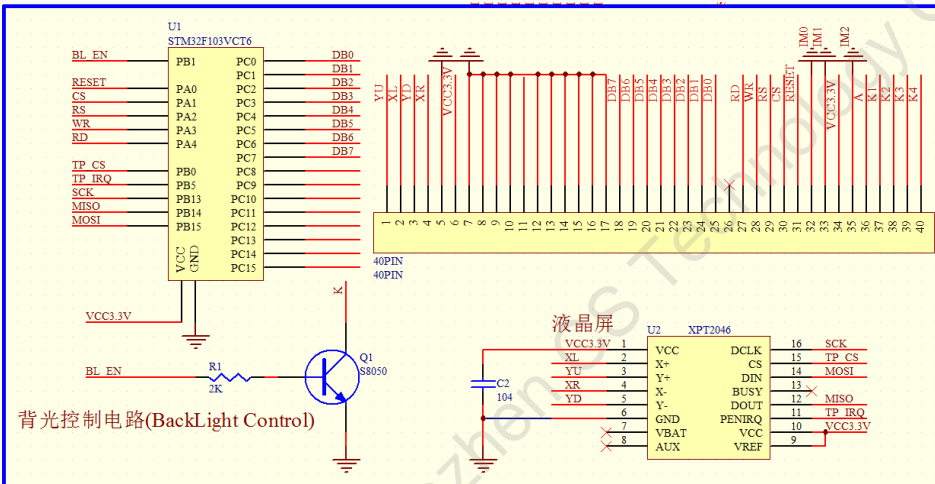 U1
STM32F103VCT6
BL_EN PB1 PC0 DB0
PC1 DB1
RESET PA0 PC2 DB2
CS PA1 PC3 DB3
RS PA2 PC4 DB4
WR PA3 PC5 DB5
RD PA4 PC6 DB6
PC7 DB7
TP_CS PB0 PC8
TP_IRQ PB5 PC9
SCK PB13 PC10
MISO PB14 PC11
MOSI PB15 PC12
PC13
PC14
PC15
VCC GND
VCC3.3V
YU XL YD XR VCC3.3V DB7 DB6 DB5 DB4 DB3 DB2 DB1 DB0 RD WR RS CS RESET IM0 IM1 VCC3.3V IM2 A K1 K2 K3 K4
1 2 3 4 5 6 7 8 9 10 11 12 13 14 15 16 17 18 19 20 21 22 23 24 25 26 27 28 29 30 31 32 33 34 35 36 37 38 39 40
40PIN
40PIN
K
BL_EN R1 2K
Q1
S8050
背光控制电路(BackLight Control)
液晶屏
U2 XPT2046
VCC3.3V 1 VCC DCLK 16 SCK
XL 2 X+ CS 15 TP_CS
YU 3 Y+ DIN 14 MOSI
XR 4 X- BUSY 13
YD 5 Y- DOUT 12 MISO
6 GND PENIRQ 11 TP_IRQ
7 VBAT VCC 10 VCC3.3V
8 AUX VREF 9
C2
104
zhen CS Technology C